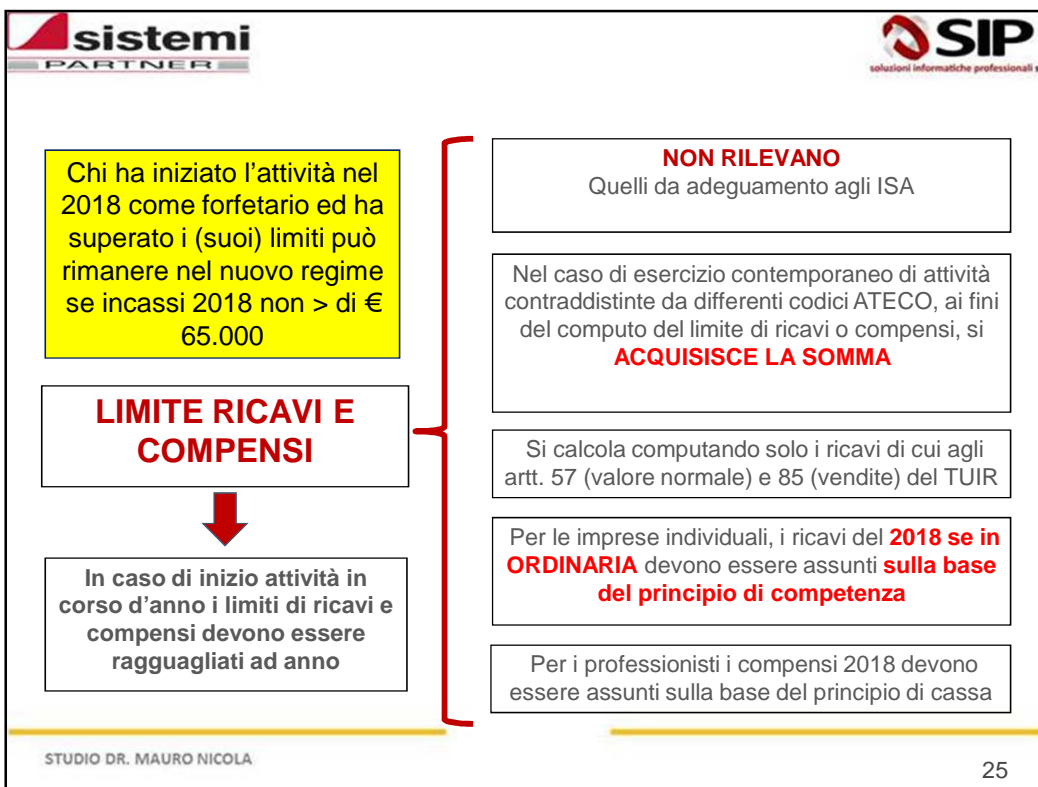 sistemi
PARTNER
SIP
soluzioni informatiche professionali s
Chi ha iniziato l’attività nel
2018 come forfetario ed ha
superato i (suoi) limiti può
rimanere nel nuovo regime
se incassi 2018 non > di €
65.000
LIMITE RICAVI E
COMPENSI
In caso di inizio attività in
corso d’anno i limiti di ricavi e
compensi devono essere
ragguagliati ad anno
NON RILEVANO
Quelli da adeguamento agli ISA
Nel caso di esercizio contemporaneo di attività
contraddistinte da differenti codici ATECO, ai fini
del computo del limite di ricavi o compensi, si
ACQUISISCE LA SOMMA
Si calcola computando solo i ricavi di cui agli
artt. 57 (valore normale) e 85 (vendite) del TUIR
Per le imprese individuali, i ricavi del 2018 se in
ORDINARIA devono essere assunti sulla base
del principio di competenza
Per i professionisti i compensi 2018 devono
essere assunti sulla base del principio di cassa
STUDIO DR. MAURO NICOLA
25